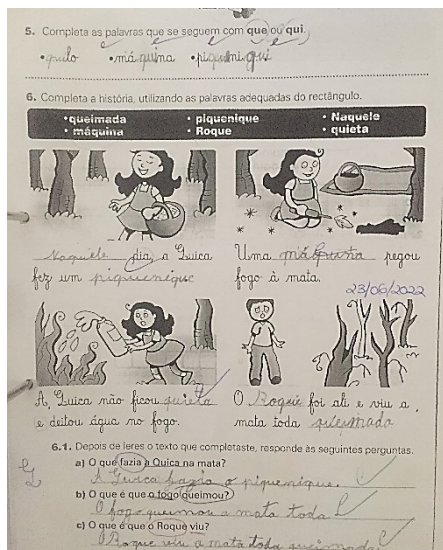 5. Completa as palavras que se seguem com que ou qui.
• quelo • máquina • piquenique
6. Completa a história, utilizando as palavras adequadas do rectângulo.
• queimada • piquenique • Naquele
• máquina • Roque • quieta
Naquele dia, a Quica
fez um piquenique
Uma máquina pegou
fogo à mata.
23/06/2022
A Quica não ficou quieta
e deitou água no fogo.
O Roque foi ali e viu a
mata toda queimada
6.1. Depois de leres o texto que completaste, responde às seguintes perguntas.
a) O que fazia a Quica na mata?
A Quica fazia o piquenique.
b) O que é que o fogo queimou?
O fogo queimou a mata toda
c) O que é que o Roque viu?
O Roque viu a mata toda queimada